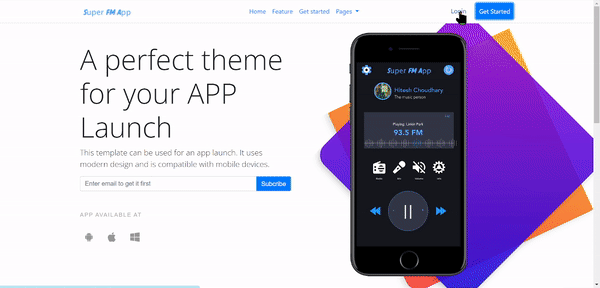 Super FM App
Home Feature Get started Pages
Login Get Started
A perfect theme
for your APP
Launch
This template can be used for an app launch. It uses
modern design and is compatible with mobile devices.
Enter email to get it first
Subcribe
APP AVAILABLE AT
Super FM App
Hitesh Choudhary
The music person
Playing: Linkin Park
93.5 FM